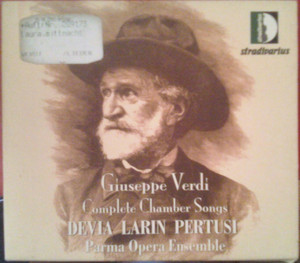 stradivarius
Giuseppe Verdi
Complete Chamber Songs
DEVIA LARIN PERTUSI
Parma Opera Ensemble